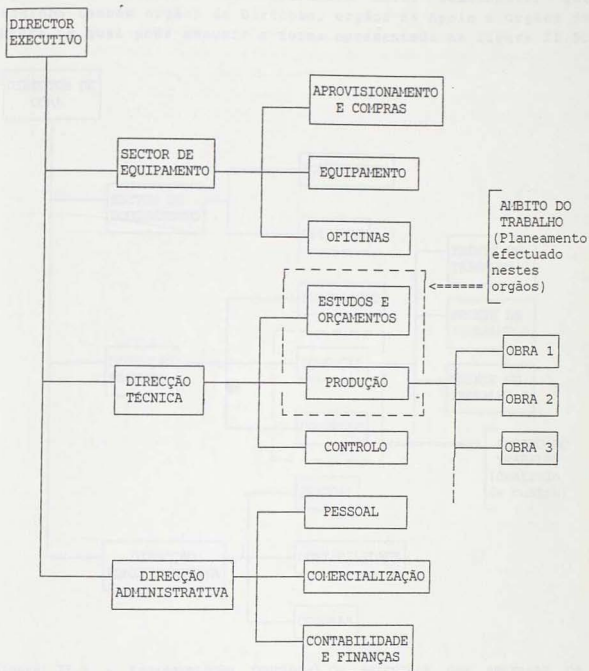 DIRECTOR
EXECUTIVO
APROVISIONAMENTO
E COMPRAS
SECTOR DE
EQUIPAMENTO
EQUIPAMENTO
OFICINAS
AMBITO DO
TRABALHO
(Planeamento
efectuado
nestes
orgãos)
<======
ESTUDOS E
ORÇAMENTOS
DIRECÇÃO
TÉCNICA
PRODUÇÃO
OBRA 1
OBRA 2
OBRA 3
CONTROLO
PESSOAL
DIRECÇÃO
ADMINISTRATIVA
COMERCIALIZAÇÃO
CONTABILIDADE
E FINANÇAS